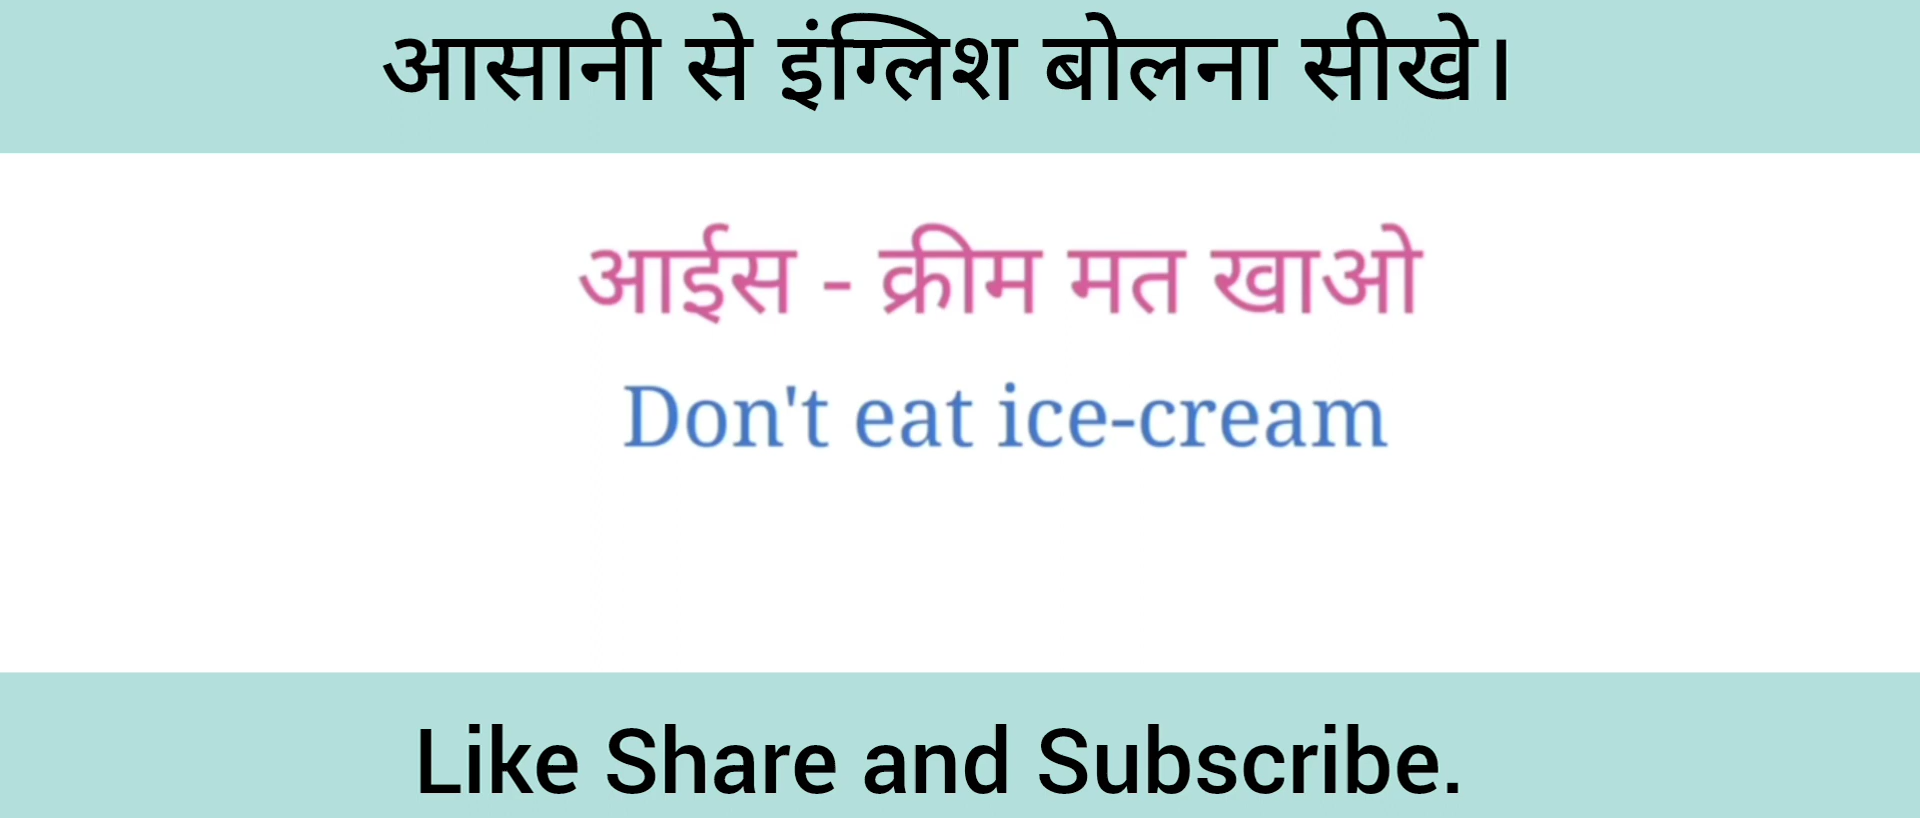 आसानी से इंग्लिश बोलना सीखे।
आईस - क्रीम मत खाओ
Don't eat ice-cream
Like Share and Subscribe.